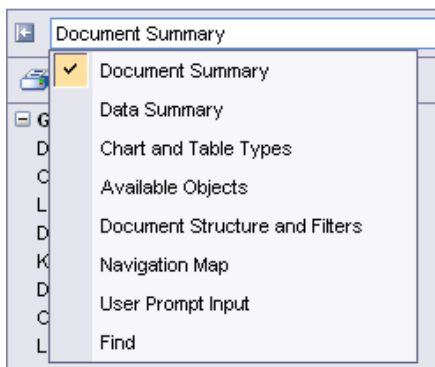 Document Summary
Document Summary
Data Summary
Chart and Table Types
Available Objects
Document Structure and Filters
Navigation Map
User Prompt Input
Find
G
D
C
L
D
K
D
C
L